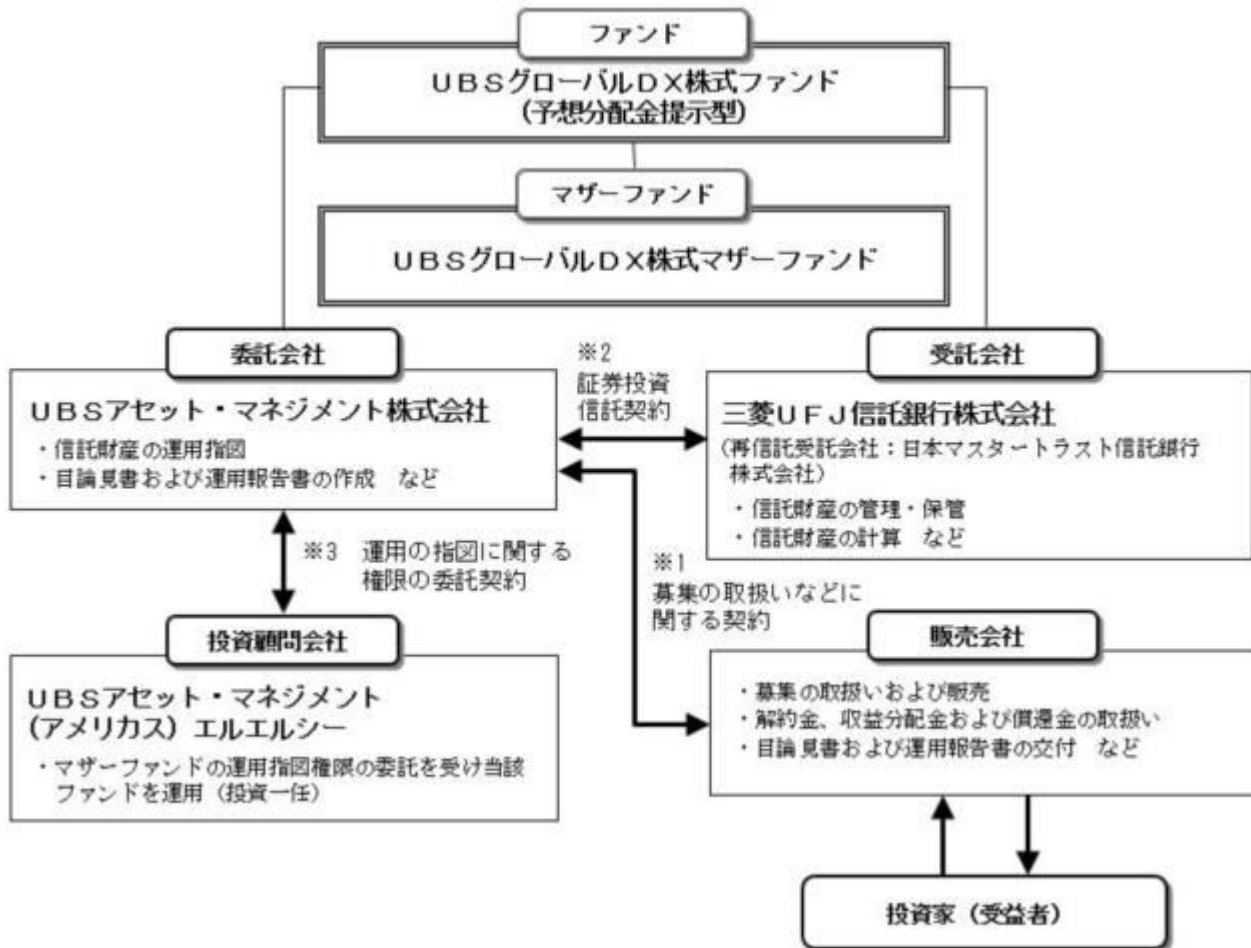 ファンド
UBSグローバルDX株式ファンド
(予想分配金提示型)
マザーファンド
UBSグローバルDX株式マザーファンド
委託会社
UBSアセット・マネジメント株式会社
・信託財産の運用指図
・目論見書および運用報告書の作成 など
※2
証券投資
信託契約
受託会社
三菱UFJ信託銀行株式会社
(再信託受託会社:日本マスタートラスト信託銀行
株式会社)
・信託財産の管理・保管
・信託財産の計算 など
※3 運用の指図に関する
権限の委託契約
※1
募集の取扱いなどに
関する契約
投資顧問会社
UBSアセット・マネジメント
(アメリカス)エルエルシー
・マザーファンドの運用指図権限の委託を受け当該
ファンドを運用(投資一任)
販売会社
・募集の取扱いおよび販売
・解約金、収益分配金および償還金の取扱い
・目論見書および運用報告書の交付 など
投資家(受益者)